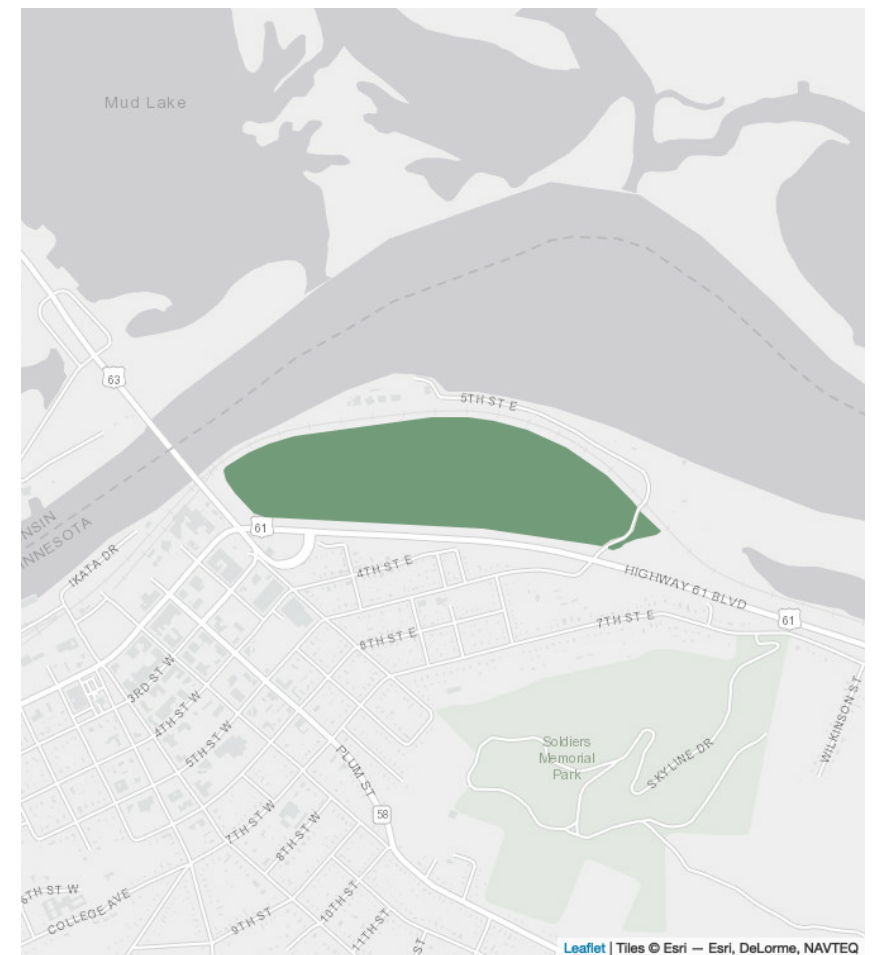 Mud Lake
63
5TH ST E
61
NSIN
INNESOTA
IKATA DR
4TH ST E
HIGHWAY 61 BLVD
6TH ST E
7TH ST E
61
3RD ST W
4TH ST W
5TH ST W
Soldiers
Memorial
Park
SKYLINE DR
WILKINSON ST
PLUM ST
58
7TH ST W
8TH ST W
6TH ST W
COLLEGE AVE
9TH ST
10TH ST
11TH ST
ST
Leaflet | Tiles © Esri — Esri, DeLorme, NAVTEQ